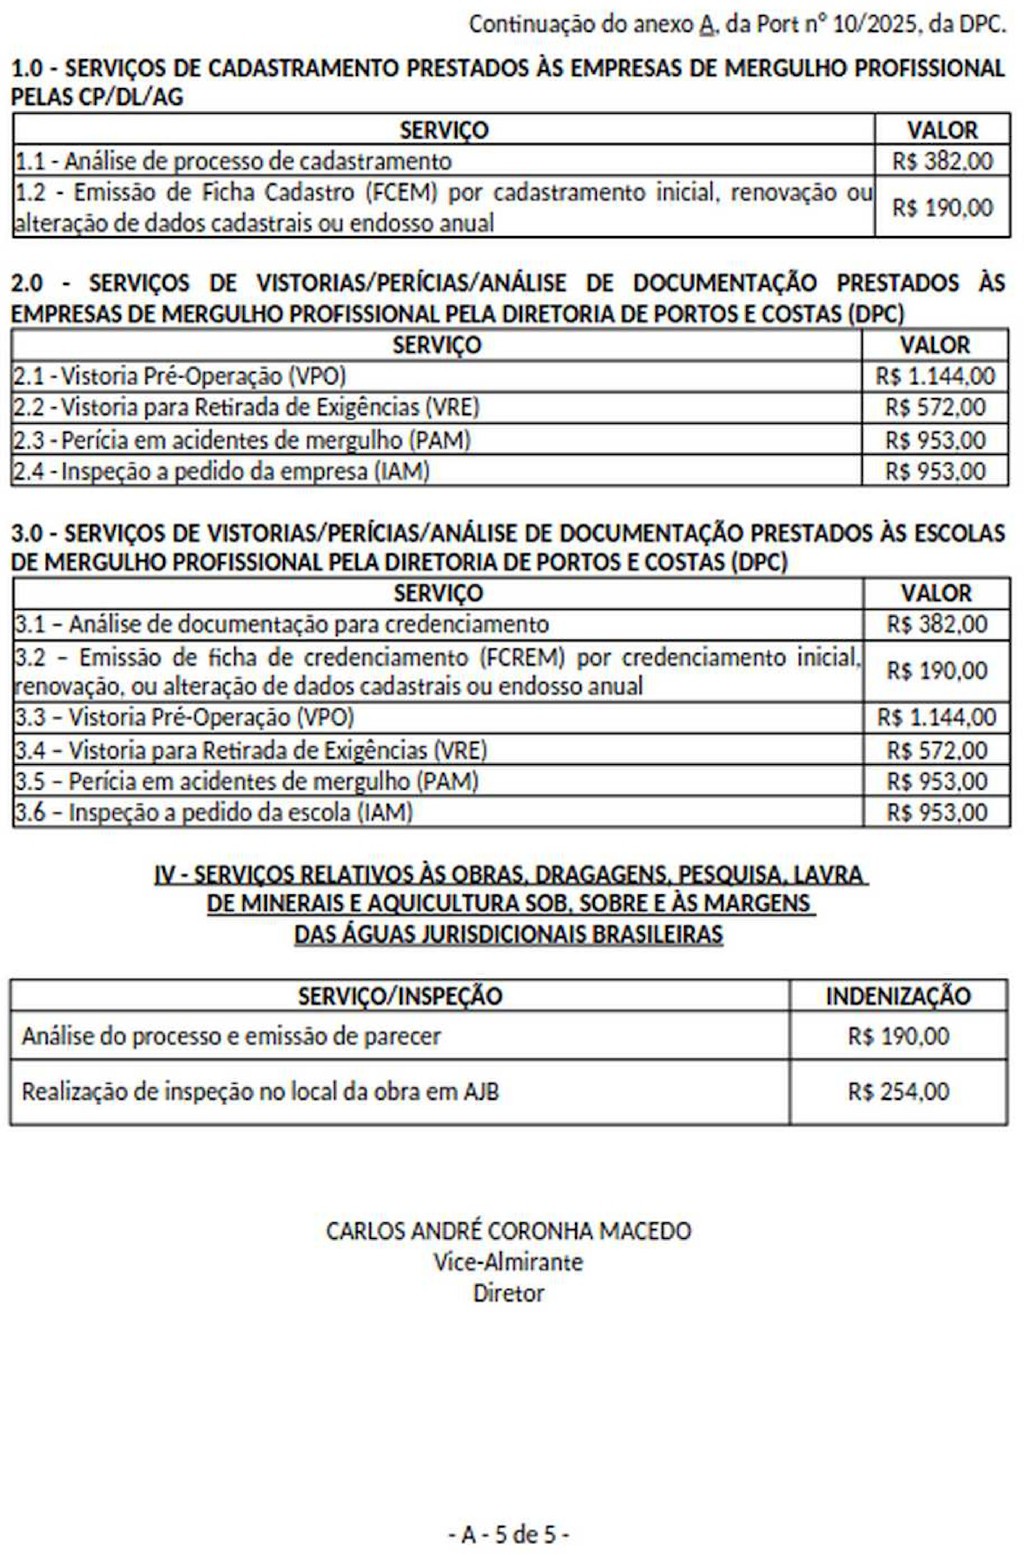 Continuação do anexo A, da Port nº 10/2025, da DPC.
1.0 - SERVIÇOS DE CADASTRAMENTO PRESTADOS ÀS EMPRESAS DE MERGULHO PROFISSIONAL
PELAS CP/DL/AG
SERVIÇO VALOR
1.1 - Análise de processo de cadastramento R$ 382,00
1.2 - Emissão de Ficha Cadastro (FCEM) por cadastramento inicial, renovação ou
alteração de dados cadastrais ou endosso anual R$ 190,00
2.0 - SERVIÇOS DE VISTORIAS/PERÍCIAS/ANÁLISE DE DOCUMENTAÇÃO PRESTADOS ÀS
EMPRESAS DE MERGULHO PROFISSIONAL PELA DIRETORIA DE PORTOS E COSTAS (DPC)
SERVIÇO VALOR
2.1 - Vistoria Pré-Operação (VPO) R$ 1.144,00
2.2 - Vistoria para Retirada de Exigências (VRE) R$ 572,00
2.3 - Perícia em acidentes de mergulho (PAM) R$ 953,00
2.4 - Inspeção a pedido da empresa (IAM) R$ 953,00
3.0 - SERVIÇOS DE VISTORIAS/PERÍCIAS/ANÁLISE DE DOCUMENTAÇÃO PRESTADOS ÀS ESCOLAS
DE MERGULHO PROFISSIONAL PELA DIRETORIA DE PORTOS E COSTAS (DPC)
SERVIÇO VALOR
3.1 – Análise de documentação para credenciamento R$ 382,00
3.2 – Emissão de ficha de credenciamento (FCREM) por credenciamento inicial,
renovação, ou alteração de dados cadastrais ou endosso anual R$ 190,00
3.3 – Vistoria Pré-Operação (VPO) R$ 1.144,00
3.4 – Vistoria para Retirada de Exigências (VRE) R$ 572,00
3.5 – Perícia em acidentes de mergulho (PAM) R$ 953,00
3.6 – Inspeção a pedido da escola (IAM) R$ 953,00
IV - SERVIÇOS RELATIVOS ÀS OBRAS, DRAGAGENS, PESQUISA, LAVRA
DE MINERAIS E AQUICULTURA SOB, SOBRE E ÀS MARGENS
DAS ÁGUAS JURISDICIONAIS BRASILEIRAS
SERVIÇO/INSPEÇÃO INDENIZAÇÃO
Análise do processo e emissão de parecer R$ 190,00
Realização de inspeção no local da obra em AJB R$ 254,00
CARLOS ANDRÉ CORONHA MACEDO
Vice-Almirante
Diretor
- A - 5 de 5 -